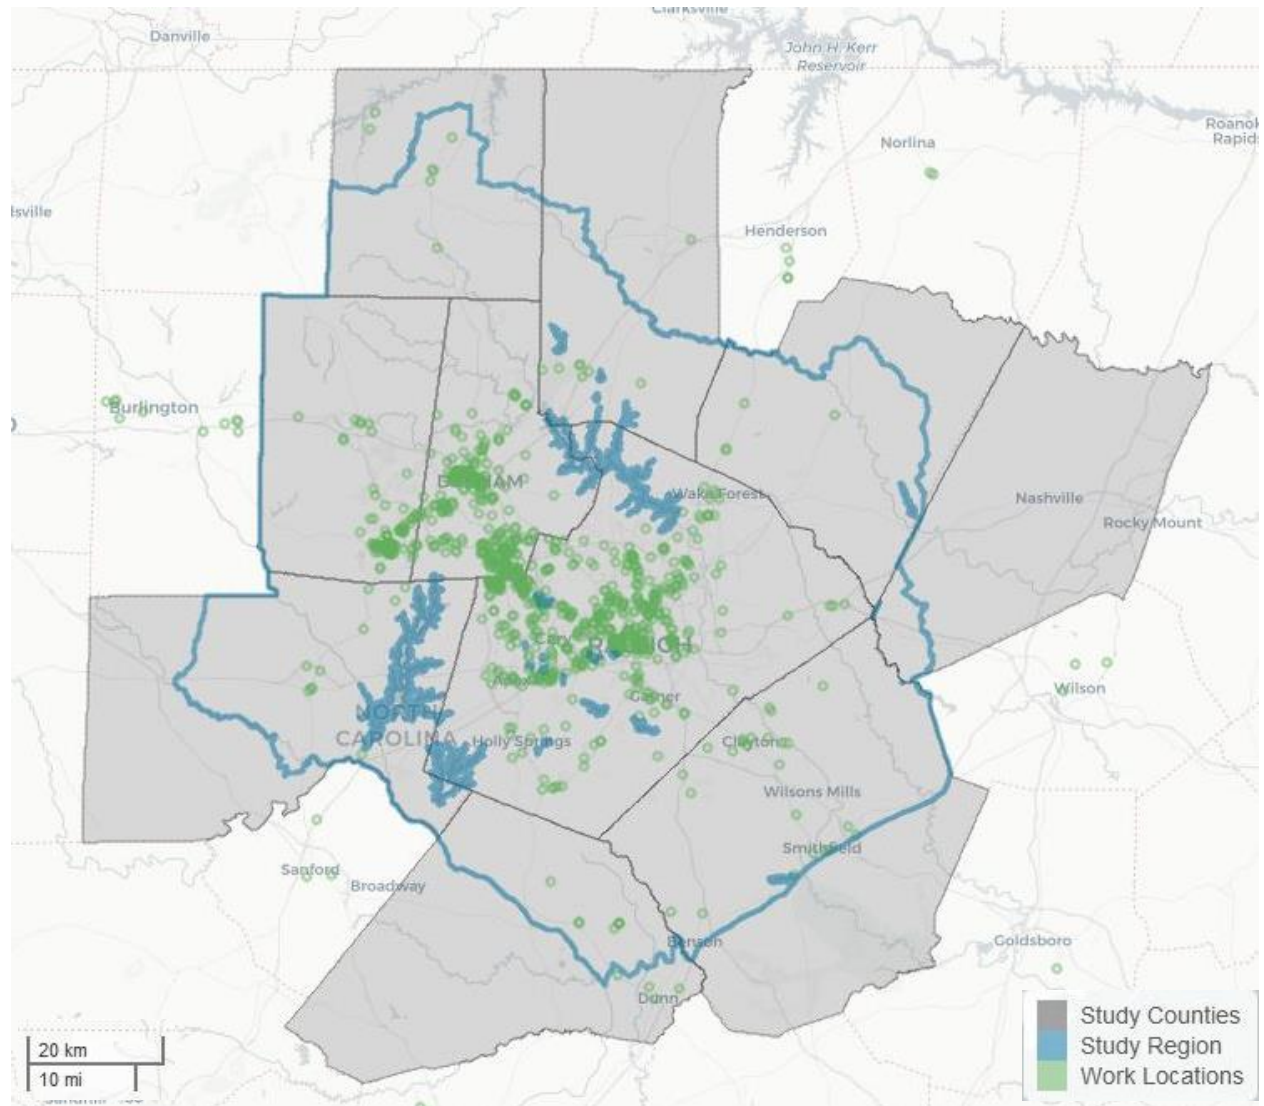 Danville
Clarksville
John H. Kerr
Reservoir
Roanok
Rapids
Norlina
lsville
Henderson
Burlington
DURHAM
Wake Forest
Nashville
Rocky Mount
Cary
RALEIGH
Apex
Garner
Wilson
NORTH
CAROLINA
Holly Springs
Clayton
Wilsons Mills
Smithfield
Sanford
Broadway
Benson
Goldsboro
Dunn
Study Counties
Study Region
Work Locations
20 km
10 mi